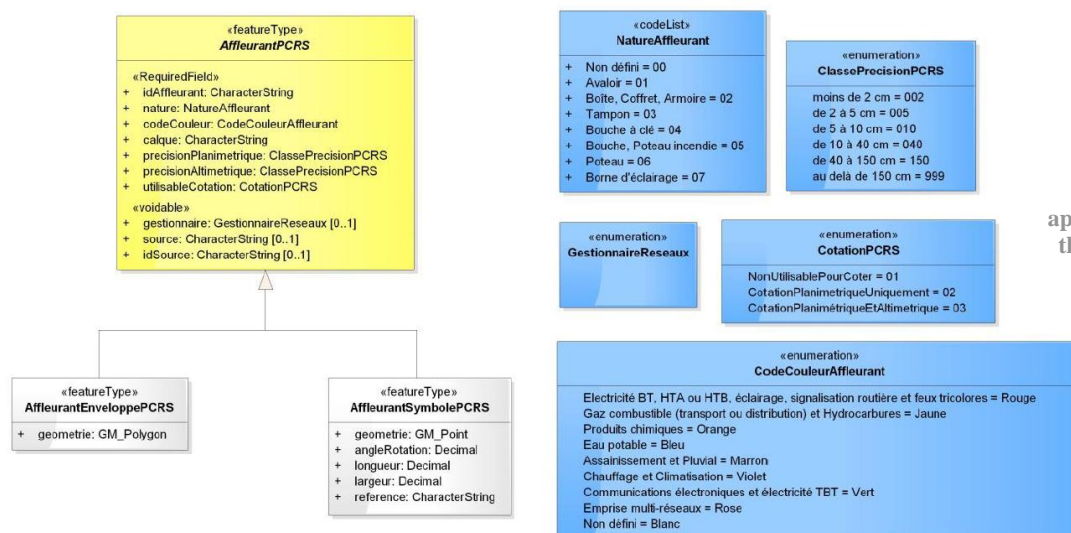 «featureType»
AffleurantPCRS
«RequiredField»
+ idAffleurant: CharacterString
+ nature: NatureAffleurant
+ codeCouleur: CodeCouleurAffleurant
+ calque: CharacterString
+ precisionPlanimetrique: ClassePrecisionPCRS
+ precisionAltimetrique: ClassePrecisionPCRS
+ utilisableCotation: CotationPCRS
«voidable»
+ gestionnaire: GestionnaireReseaux [0..1]
+ source: CharacterString [0..1]
+ idSource: CharacterString [0..1]
«featureType»
AffleurantEnveloppePCRS
+ geometrie: GM_Polygon
«featureType»
AffleurantSymbolePCRS
+ geometrie: GM_Point
+ angleRotation: Decimal
+ longueur: Decimal
+ largeur: Decimal
+ reference: CharacterString
«codeList»
NatureAffleurant
+ Non défini = 00
+ Avaloir = 01
+ Boîte, Coffret, Armoire = 02
+ Tampon = 03
+ Bouche à clé = 04
+ Bouche, Poteau incendie = 05
+ Poteau = 06
+ Borne d'éclairage = 07
«enumeration»
ClassePrecisionPCRS
moins de 2 cm = 002
de 2 à 5 cm = 005
de 5 à 10 cm = 010
de 10 à 40 cm = 040
de 40 à 150 cm = 150
au delà de 150 cm = 999
«enumeration»
GestionnaireReseaux
«enumeration»
CotationPCRS
NonUtilisablePourCoter = 01
CotationPlanimetriqueUniquement = 02
CotationPlanimétriqueEtAltimetrique = 03
ap
th
«enumeration»
CodeCouleurAffleurant
Electricité BT, HTA ou HTB, éclairage, signalisation routière et feux tricolores = Rouge
Gaz combustible (transport ou distribution) et Hydrocarbures = Jaune
Produits chimiques = Orange
Eau potable = Bleu
Assainissement et Pluvial = Marron
Chauffage et Climatisation = Violet
Communications électroniques et électricité TBT = Vert
Emprise multi-réseaux = Rose
Non défini = Blanc